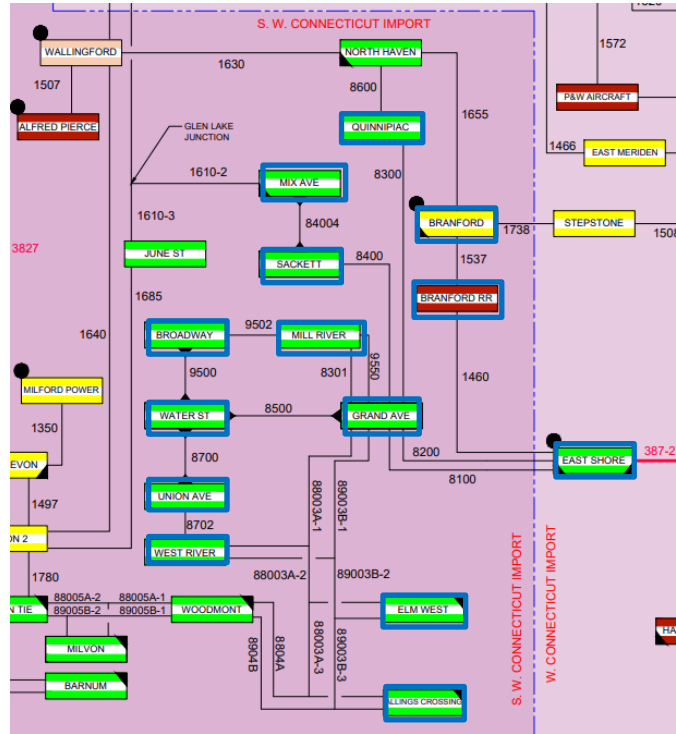 S. W. CONNECTICUT IMPORT
WALLINGFORD
1630
NORTH HAVEN
1572
1507
8600
P&W AIRCRAFT
ALFRED PIERCE
GLEN LAKE
JUNCTION
QUINNIPIAC
1655
1466
EAST MERIDEN
1610-2
MIX AVE
8300
1610-3
84004
BRANFORD
1738
STEPSTONE
1508
3827
JUNE ST
SACKETT
8400
1537
1685
BRANFORD RR
9502
BROADWAY
MILL RIVER
1640
9500
8301
9550
1460
MILFORD POWER
WATER ST
8500
GRAND AVE
1350
8700
8200
EAST SHORE
387-2
EVON
8100
1497
UNION AVE
88003A-1
89003B-1
8702
ON 2
WEST RIVER
88003A-2
89003B-2
1780
88005A-2
88005A-1
N TIE
89005B-2
89005B-1
WOODMONT
ELM WEST
8904B
8804A
88003A-3
89003B-3
MILVON
HA
BARNUM
ALLINGS CROSSING
S. W. CONNECTICUT IMPORT
W. CONNECTICUT IMPORT